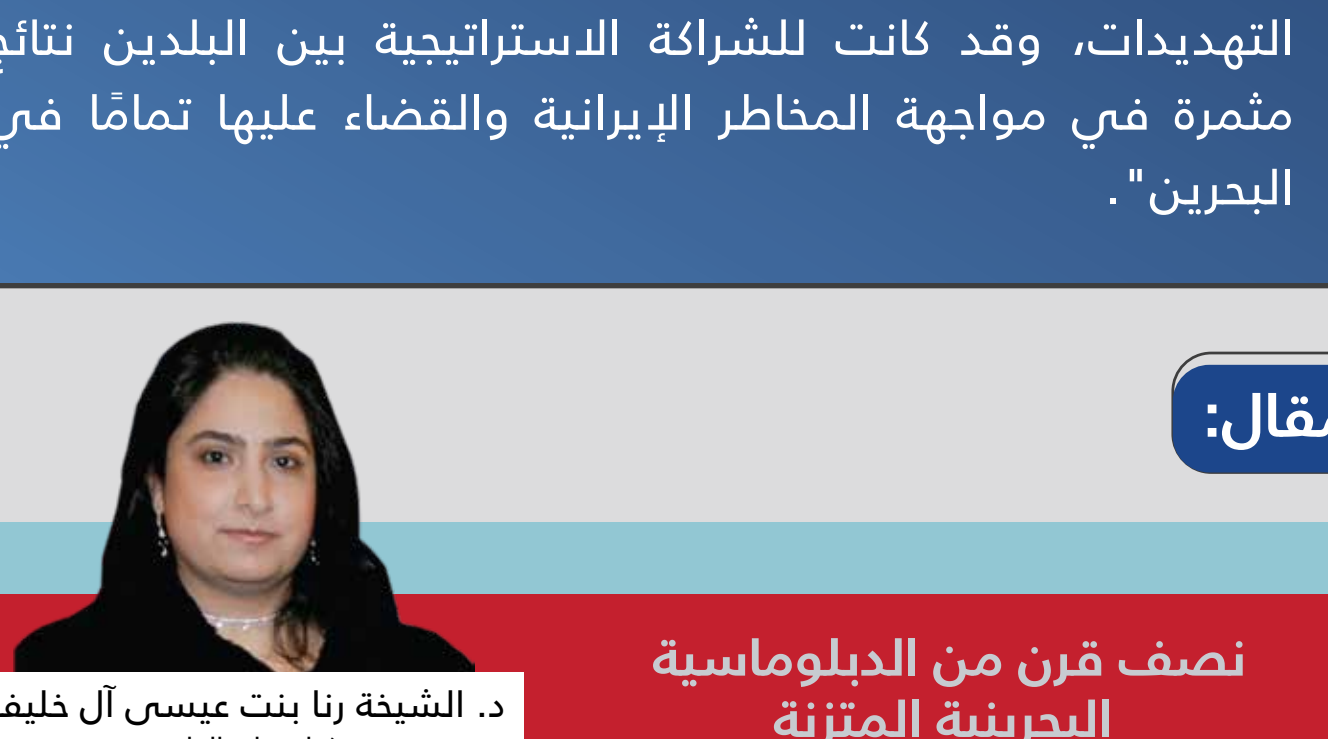 التهديدات، وقد كانت للشراكة الاستراتيجية بين البلدين نتائج
مثمرة في مواجهة المخاطر الإيرانية والقضاء عليها تمامًا في
البحرين".
مقال:
نصف قرن من الدبلوماسية
البحرينية المتزنة
د. الشيخة رنا بنت عيسى آل خليفة